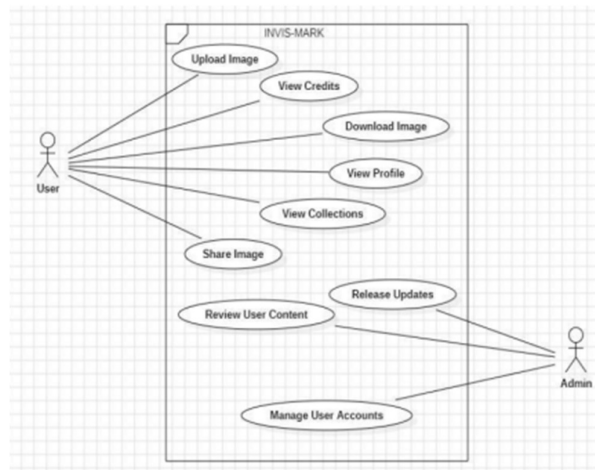 INVIS-MARK
Upload Image
View Credits
Download Image
View Profile
User
View Collections
Share Image
Release Updates
Review User Content
Admin
Manage User Accounts